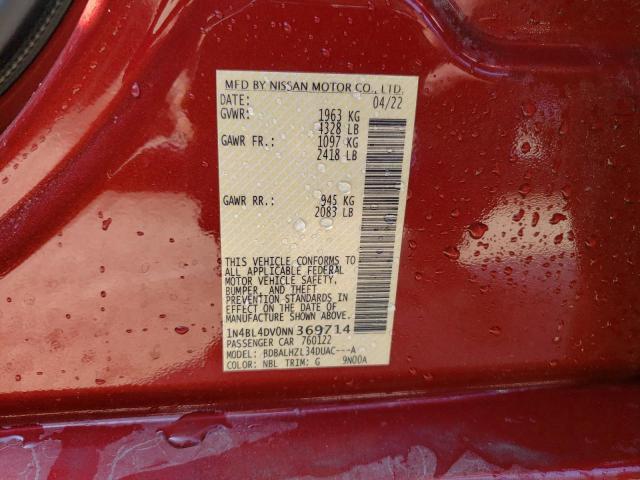 MFD BY NISSAN MOTOR CO., LTD.
DATE: 04/22
GVWR: 1963 KG
4328 LB
GAWR FR.: 1097 KG
2418 LB
GAWR RR.: 945 KG
2083 LB
THIS VEHICLE CONFORMS TO
ALL APPLICABLE FEDERAL
MOTOR VEHICLE SAFETY,
BUMPER, AND THEFT
PREVENTION STANDARDS IN
EFFECT ON THE DATE OF
MANUFACTURE SHOWN ABOVE.
1N4BL4DV0NN369714
PASSENGER CAR 760122
MODEL: BDBALHZL34DUAC---A
COLOR: NBL TRIM: G 9N00A